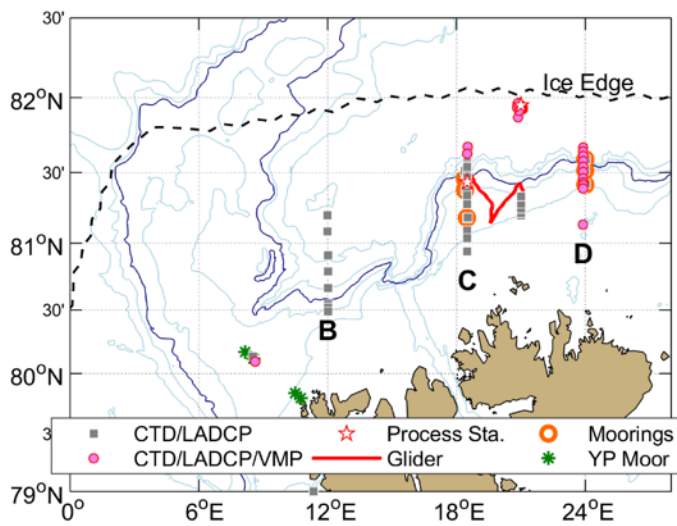 30'
82°N
Ice Edge
30'
81°N
C
D
30'
B
80°N
3
CTD/LADCP
Process Sta.
Moorings
CTD/LADCP/VMP
Glider
YP Moor
79°N
0°
6°E
12°E
18°E
24°E